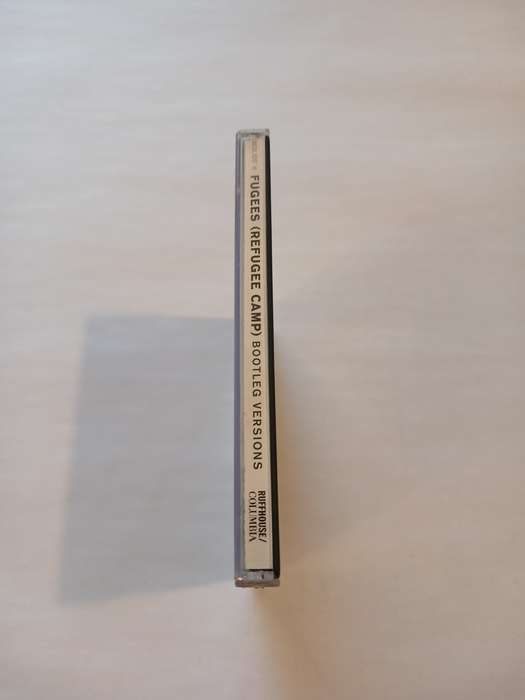 FUGEES (REFUGEE CAMP) BOOTLEG VERSIONS
RUFFHOUSE/
COLUMBIA